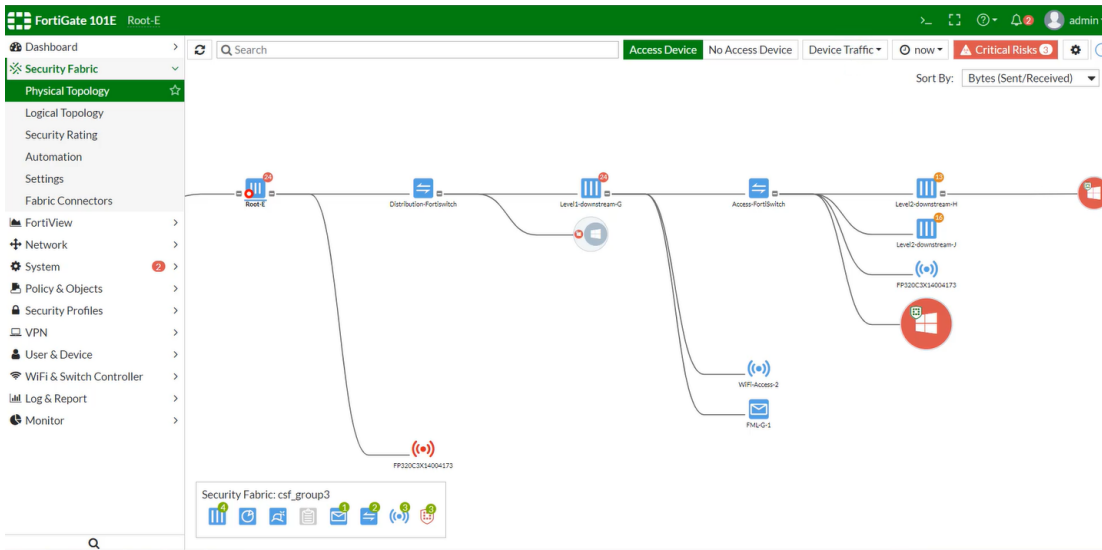 FortiGate 101E Root-E
>_ 2 admin
Dashboard
Security Fabric
Physical Topology
Logical Topology
Security Rating
Automation
Settings
Fabric Connectors
FortiView
Network
System 2
Policy & Objects
Security Profiles
VPN
User & Device
WiFi & Switch Controller
Log & Report
Monitor
Search
Access Device No Access Device Device Traffic now Critical Risks 3
Sort By: Bytes (Sent/Received)
24
Root-E
Distribution-Fortiswitch
24
Level1-downstream-G
Access-FortiSwitch
13
Level2-downstream-H
16
Level2-downstream-J
FP320C3X14004173
WiFi-Access-2
FML-G-1
FP320C3X14004173
Security Fabric: csf_group3
4 1 2 3 3